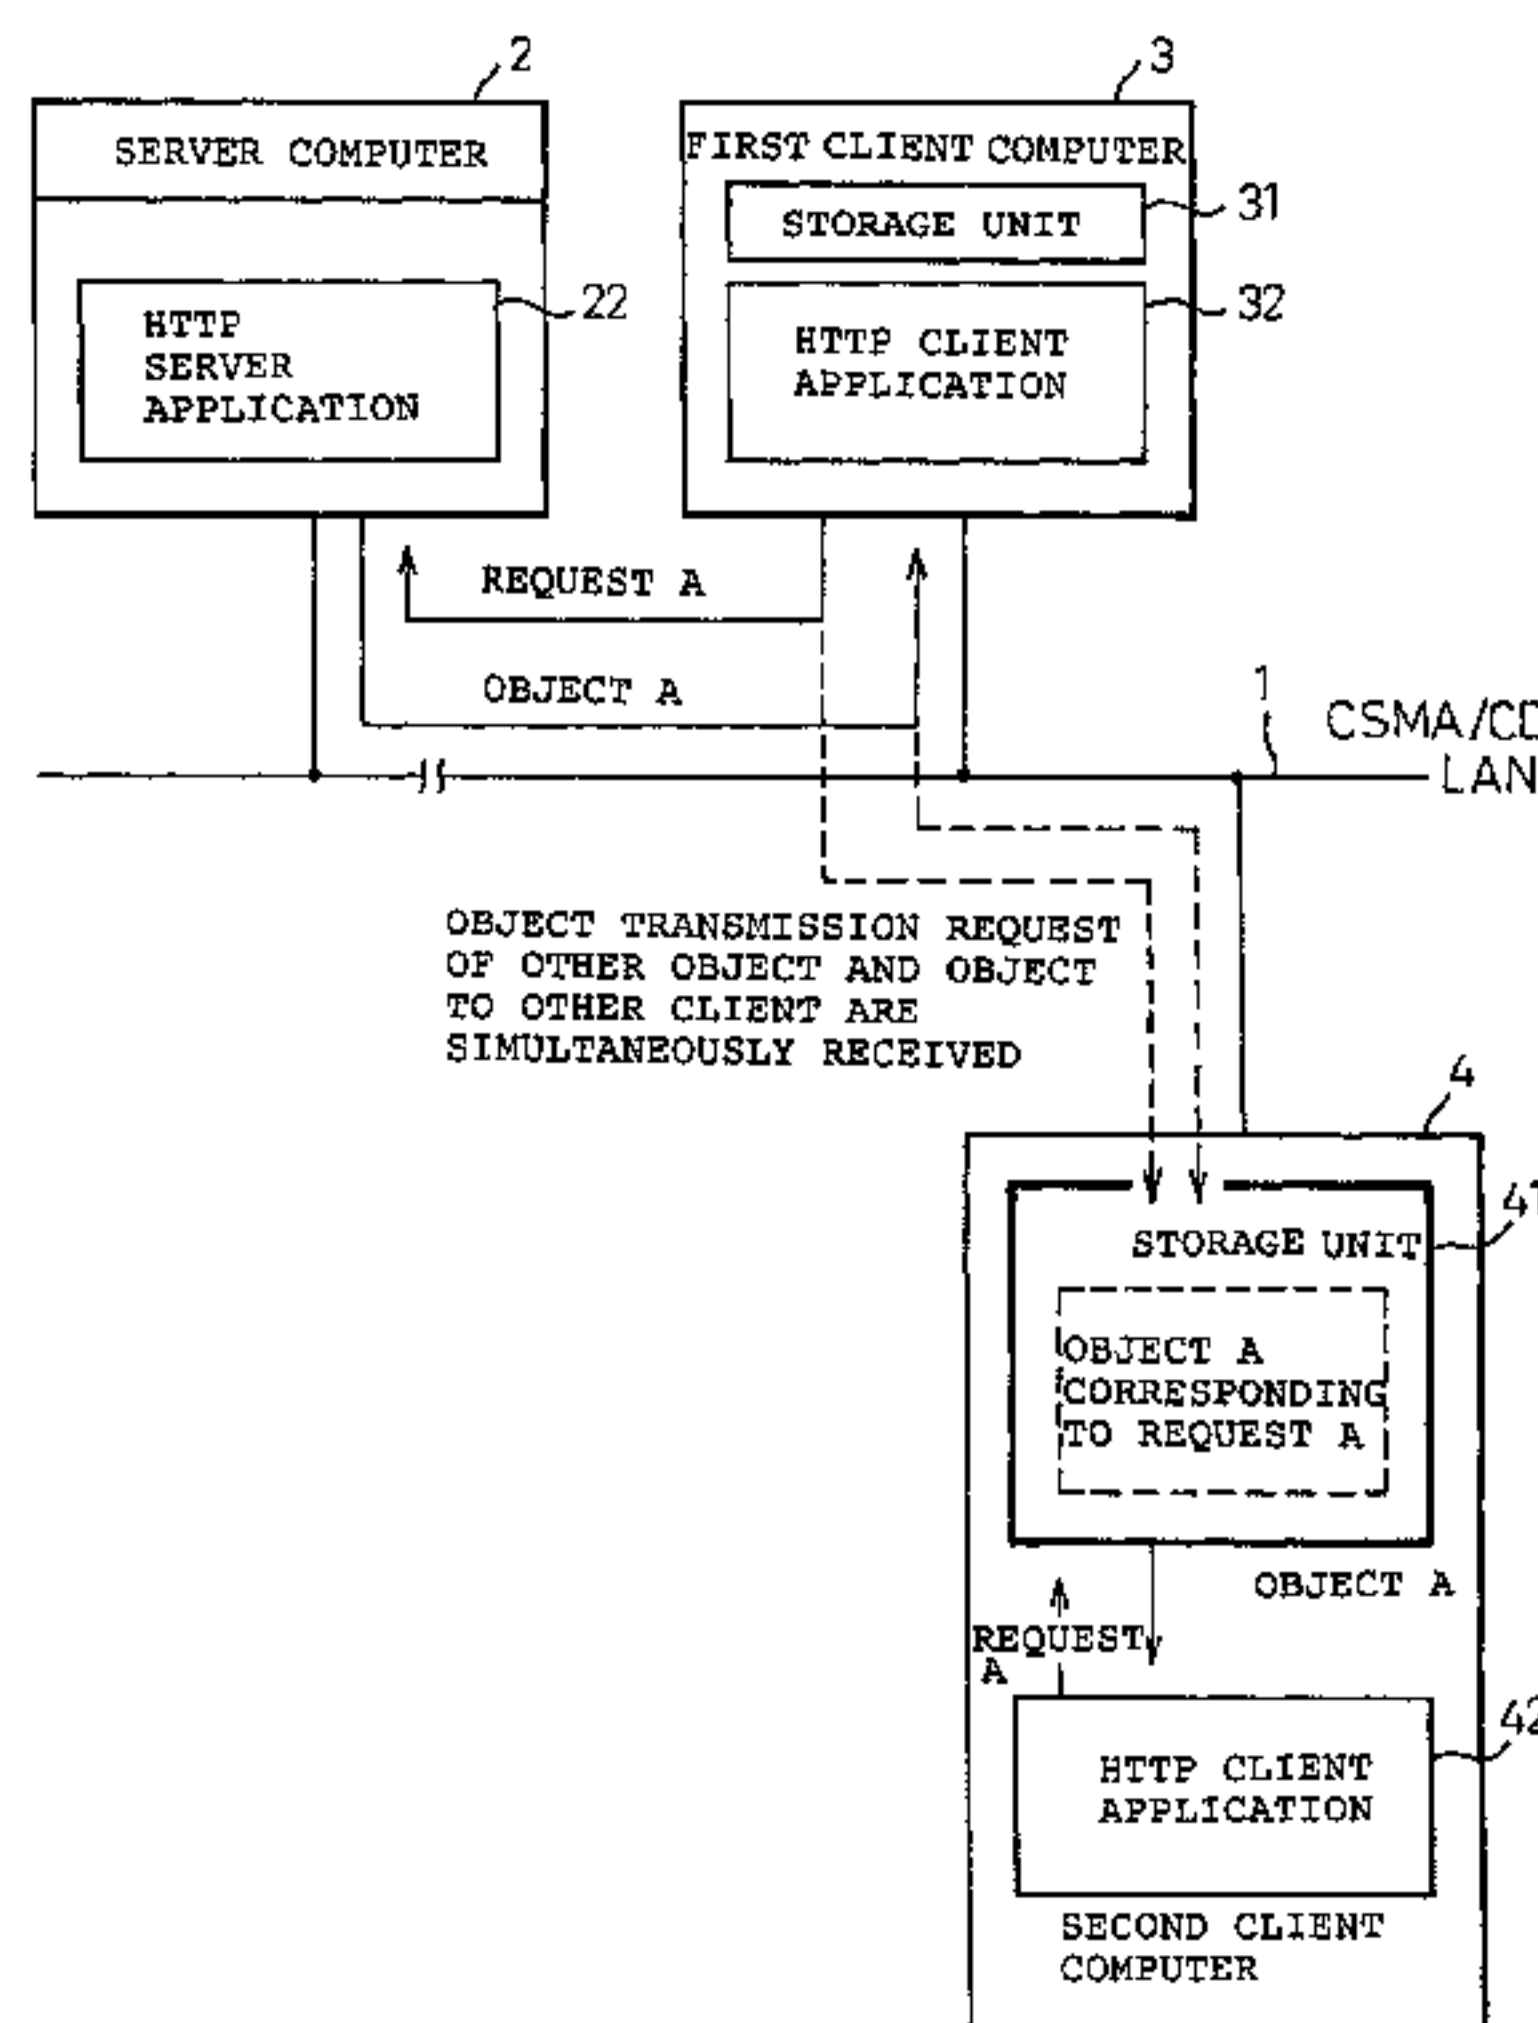 2
3
SERVER COMPUTER
FIRST CLIENT COMPUTER
STORAGE UNIT
31
HTTP
SERVER
APPLICATION
22
HTTP CLIENT
APPLICATION
32
REQUEST A
OBJECT A
1
CSMA/CD
LAN
OBJECT TRANSMISSION REQUEST
OF OTHER OBJECT AND OBJECT
TO OTHER CLIENT ARE
SIMULTANEOUSLY RECEIVED
4
41
STORAGE UNIT
OBJECT A
CORRESPONDING
TO REQUEST A
OBJECT A
REQUEST
A
42
HTTP CLIENT
APPLICATION
SECOND CLIENT
COMPUTER